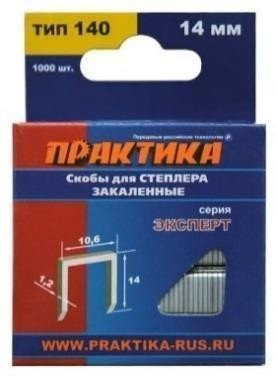 тип 140 14 мм
1000 шт.
Передовые российские технологии
ПРАКТИКА
Скобы для СТЕПЛЕРА
ЗАКАЛЕННЫЕ
серия
ЭКСПЕРТ
10,6
1,2
14
WWW.PRAKTIKA-RUS.RU